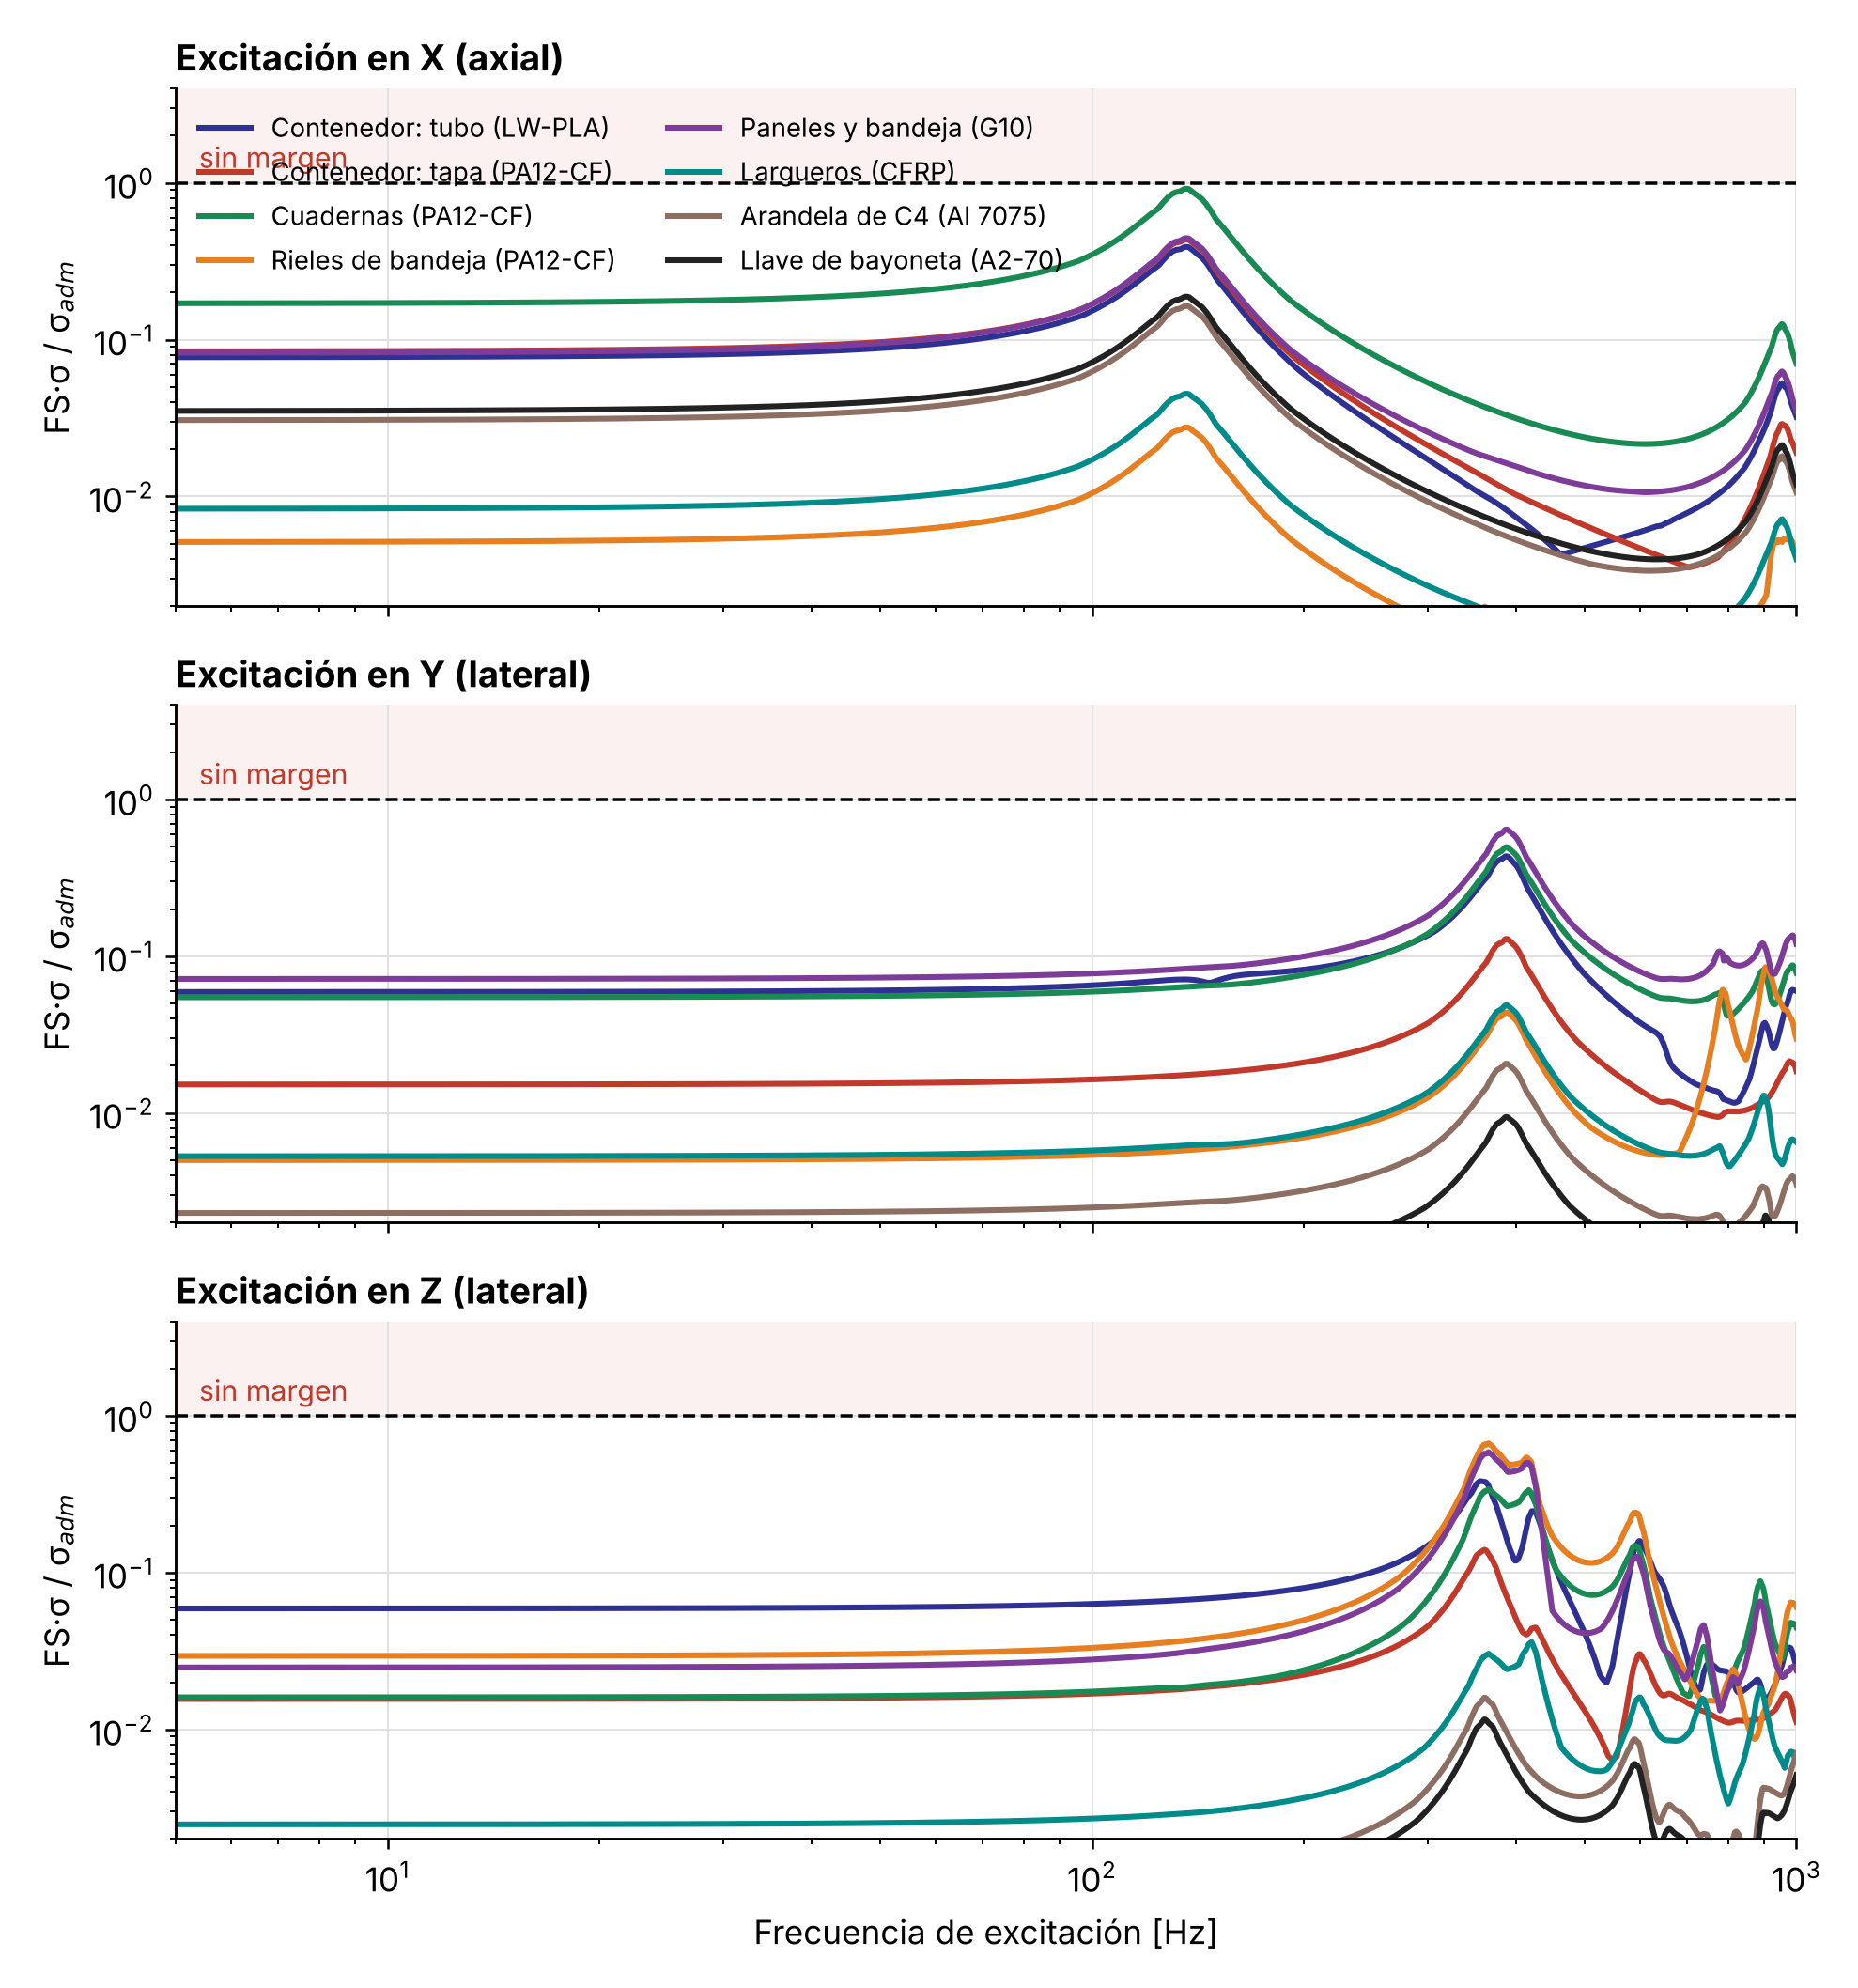 Excitación en X (axial)
Contenedor: tubo (LW-PLA)
Contenedor: tapa (PA12-CF)
Cuadernas (PA12-CF)
Rieles de bandeja (PA12-CF)
Paneles y bandeja (G10)
Largueros (CFRP)
Arandela de C4 (Al 7075)
Llave de bayoneta (A2-70)
sin margen
10⁰
10⁻¹
10⁻²
FS·σ / σ_adm
Excitación en Y (lateral)
sin margen
10⁰
10⁻¹
10⁻²
FS·σ / σ_adm
Excitación en Z (lateral)
sin margen
10⁰
10⁻¹
10⁻²
FS·σ / σ_adm
10¹ 10² 10³
Frecuencia de excitación [Hz]